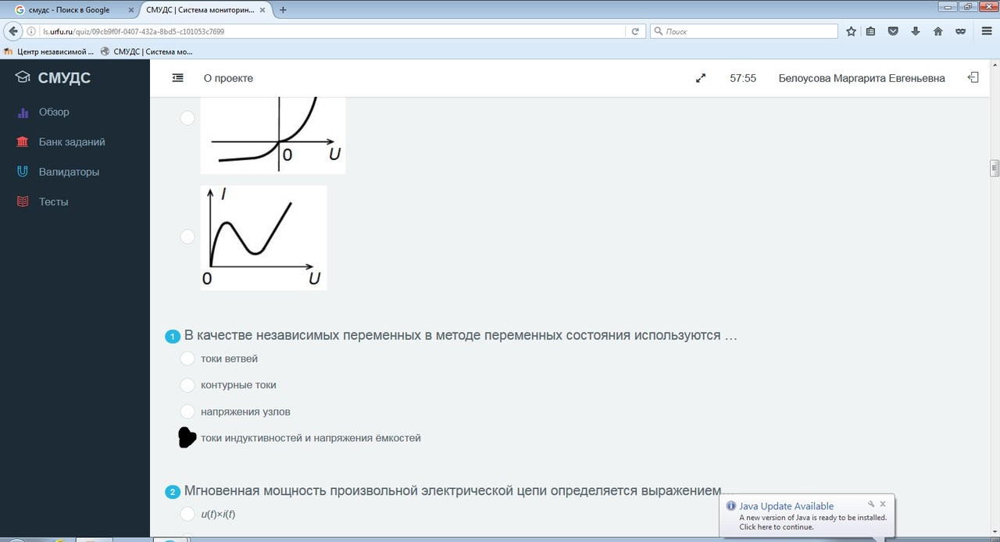 смудс - Поиск в Google
СМУДС | Система мониторин...
ls.urfu.ru/quiz/09cb9f0f-0407-432a-8bd5-c101053c7699
Поиск
Центр независимой ...
СМУДС | Система мо...
СМУДС
О проекте
57:55
Белоусова Маргарита Евгеньевна
Обзор
Банк заданий
Валидаторы
Тесты
0
U
I
0
U
1 В качестве независимых переменных в методе переменных состояния используются …
токи ветвей
контурные токи
напряжения узлов
токи индуктивностей и напряжения ёмкостей
2 Мгновенная мощность произвольной электрической цепи определяется выражением…
u(t)×i(t)
Java Update Available
A new version of Java is ready to be installed.
Click here to continue.